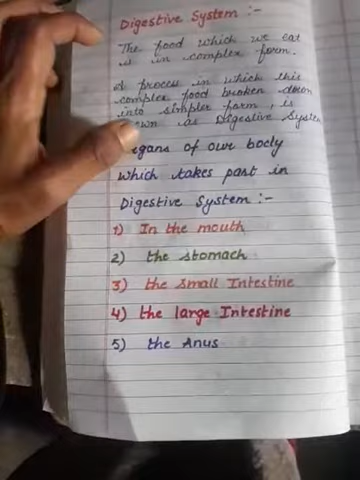 Digestive System :-
The food which we eat
is in complex form.
A process in which this
complex food broken down
into simpler form, is
as Digestive System
rgans of our body
which takes part in
Digestive System :-
1) In the mouth
2) the stomach
3) the small Intestine
4) the large Intestine
5) the Anus